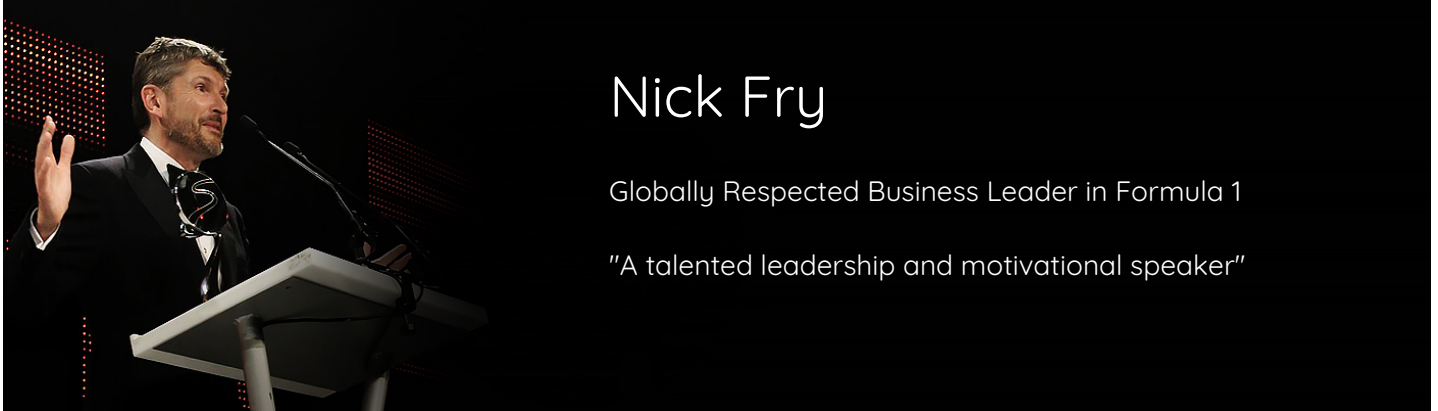 Nick Fry
Globally Respected Business Leader in Formula 1
"A talented leadership and motivational speaker"